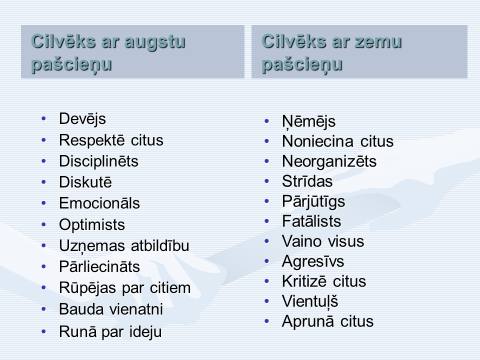 Cilvēks ar augstu
pašcieņu
Cilvēks ar zemu
pašcieņu
• Devējs
• Respektē citus
• Disciplinēts
• Diskutē
• Emocionāls
• Optimists
• Uzņemas atbildību
• Pārliecināts
• Rūpējas par citiem
• Bauda vienatni
• Runā par ideju
• Ņēmējs
• Noniecina citus
• Neorganizēts
• Strīdas
• Pārjūtīgs
• Fatālists
• Vaino visus
• Agresīvs
• Kritizē citus
• Vientuļš
• Aprunā citus